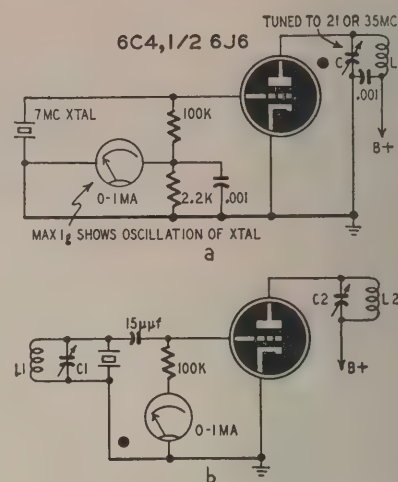 TUNED TO 21 OR 35MC
6C4,1/2 6J6
C
L
.001
100K
7MC XTAL
B+
0-1MA
2.2K
.001
MAX Ig SHOWS OSCILLATION OF XTAL
a
15μμf
C2
L2
L1
C1
100K
B+
0-1MA
b